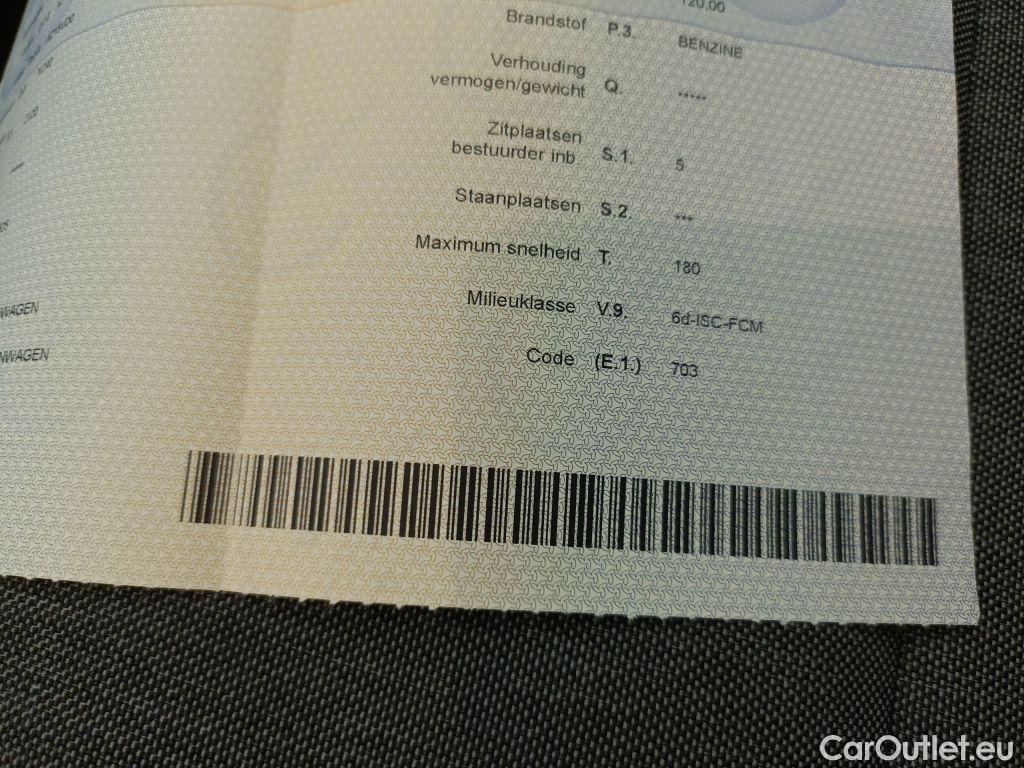 120,00
Brandstof P.3. BENZINE
Verhouding
vermogen/gewicht Q. -----
Zitplaatsen
bestuurder inb. S.1. 5
Staanplaatsen S.2. ---
Maximum snelheid T. 180
Milieuklasse V.9. 6d-ISC-FCM
Code (E.1.) 703
CarOutlet.eu